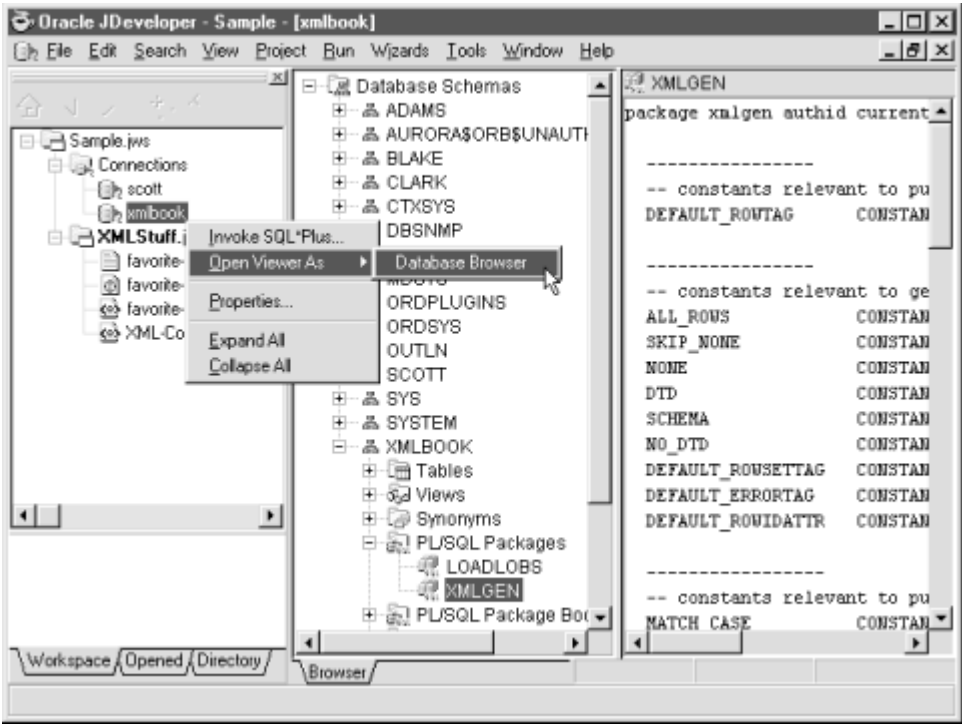 Oracle JDeveloper - Sample - [xmlbook]
File Edit Search View Project Run Wizards Tools Window Help
Sample.jws
Connections
scott
xmlbook
XMLStuff.j
favorite-
favorite-
favorite-
XML-Co
Invoke SQL*Plus...
Open Viewer As
Properties...
Expand All
Collapse All
Database Browser
Workspace Opened Directory
Database Schemas
ADAMS
AURORA$ORB$UNAUTH
BLAKE
CLARK
CTXSYS
DBSNMP
MDSYS
ORDPLUGINS
ORDSYS
OUTLN
SCOTT
SYS
SYSTEM
XMLBOOK
Tables
Views
Synonyms
PL/SQL Packages
LOADLOBS
XMLGEN
PL/SQL Package Boc
Browser
XMLGEN
package xmlgen authid current
----------------
-- constants relevant to pu
DEFAULT_ROWTAG CONSTAN
----------------
-- constants relevant to ge
ALL_ROWS CONSTAN
SKIP_NONE CONSTAN
NONE CONSTAN
DTD CONSTAN
SCHEMA CONSTAN
NO_DTD CONSTAN
DEFAULT_ROWSETTAG CONSTAN
DEFAULT_ERRORTAG CONSTAN
DEFAULT_ROWIDATTR CONSTAN
-----------------
-- constants relevant to pu
MATCH CASE CONSTAN